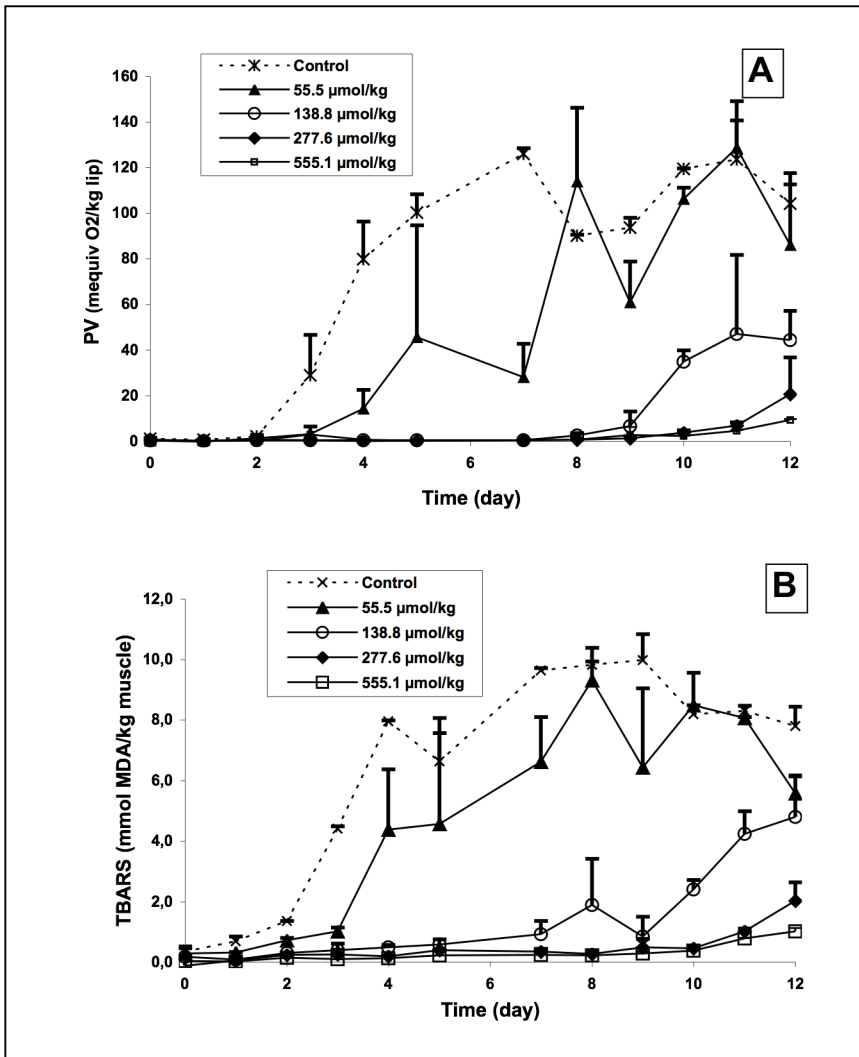 A
Control
55.5 µmol/kg
138.8 µmol/kg
277.6 µmol/kg
555.1 µmol/kg
160
140
120
100
80
60
40
20
0
PV (mequiv O2/kg lip)
0 2 4 6 8 10 12
Time (day)
B
Control
55.5 µmol/kg
138.8 µmol/kg
277.6 µmol/kg
555.1 µmol/kg
12,0
10,0
8,0
6,0
4,0
2,0
0,0
TBARS (mmol MDA/kg muscle)
0 2 4 6 8 10 12
Time (day)